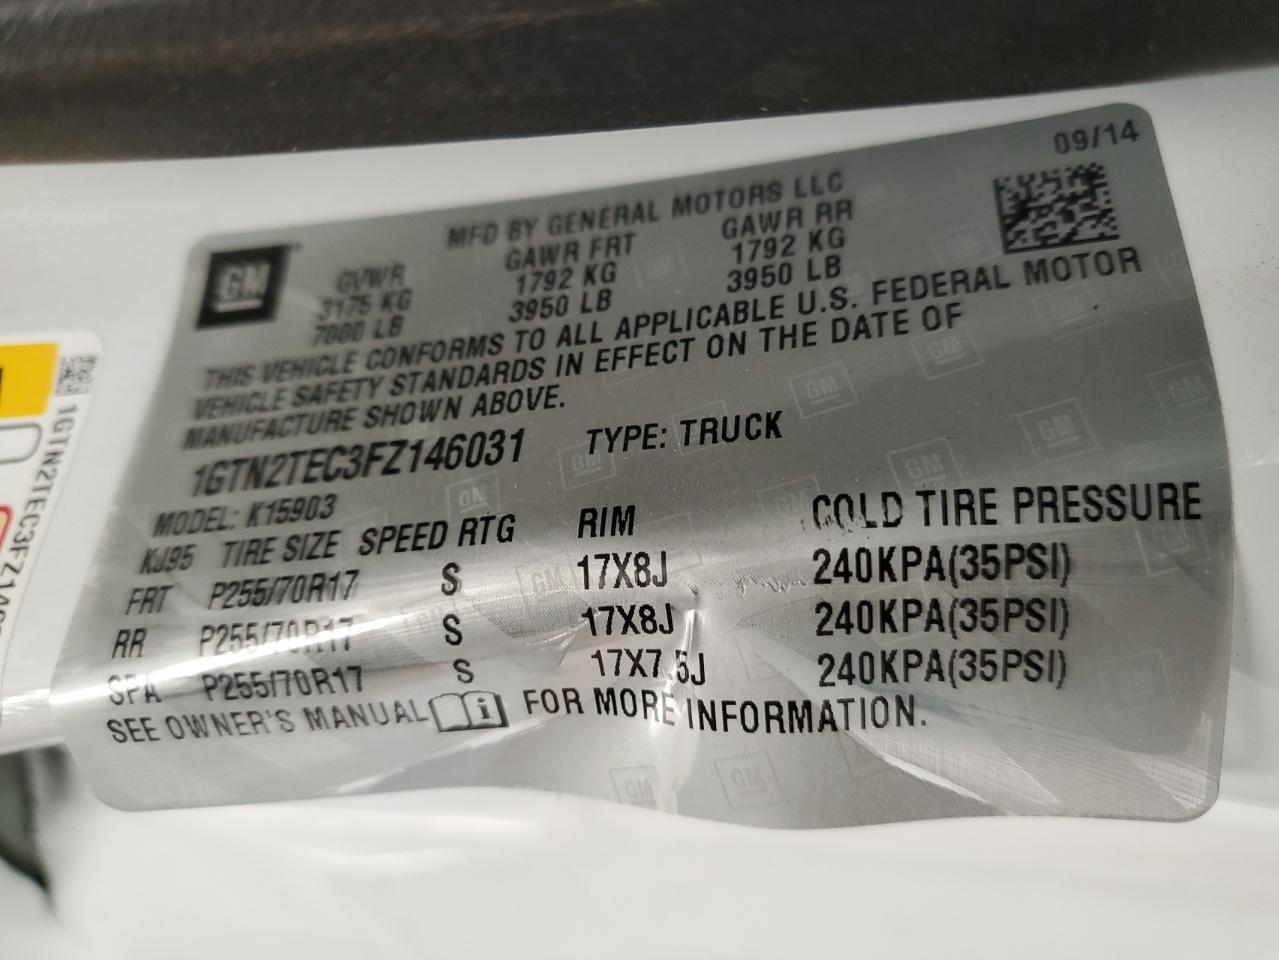 09/14
MFD BY GENERAL MOTORS LLC
GM
GVWR GAWR FRT GAWR RR
3175 KG 1792 KG 1792 KG
7000 LB 3950 LB 3950 LB
THIS VEHICLE CONFORMS TO ALL APPLICABLE U.S. FEDERAL MOTOR
VEHICLE SAFETY STANDARDS IN EFFECT ON THE DATE OF
MANUFACTURE SHOWN ABOVE.
1GTN2TEC3FZ146031 TYPE: TRUCK
MODEL: K15903
KJ95 TIRE SIZE SPEED RTG RIM COLD TIRE PRESSURE
FRT P255/70R17 S 17X8J 240KPA(35PSI)
RR P255/70R17 S 17X8J 240KPA(35PSI)
SPA P255/70R17 S 17X7.5J 240KPA(35PSI)
SEE OWNER'S MANUAL i FOR MORE INFORMATION.